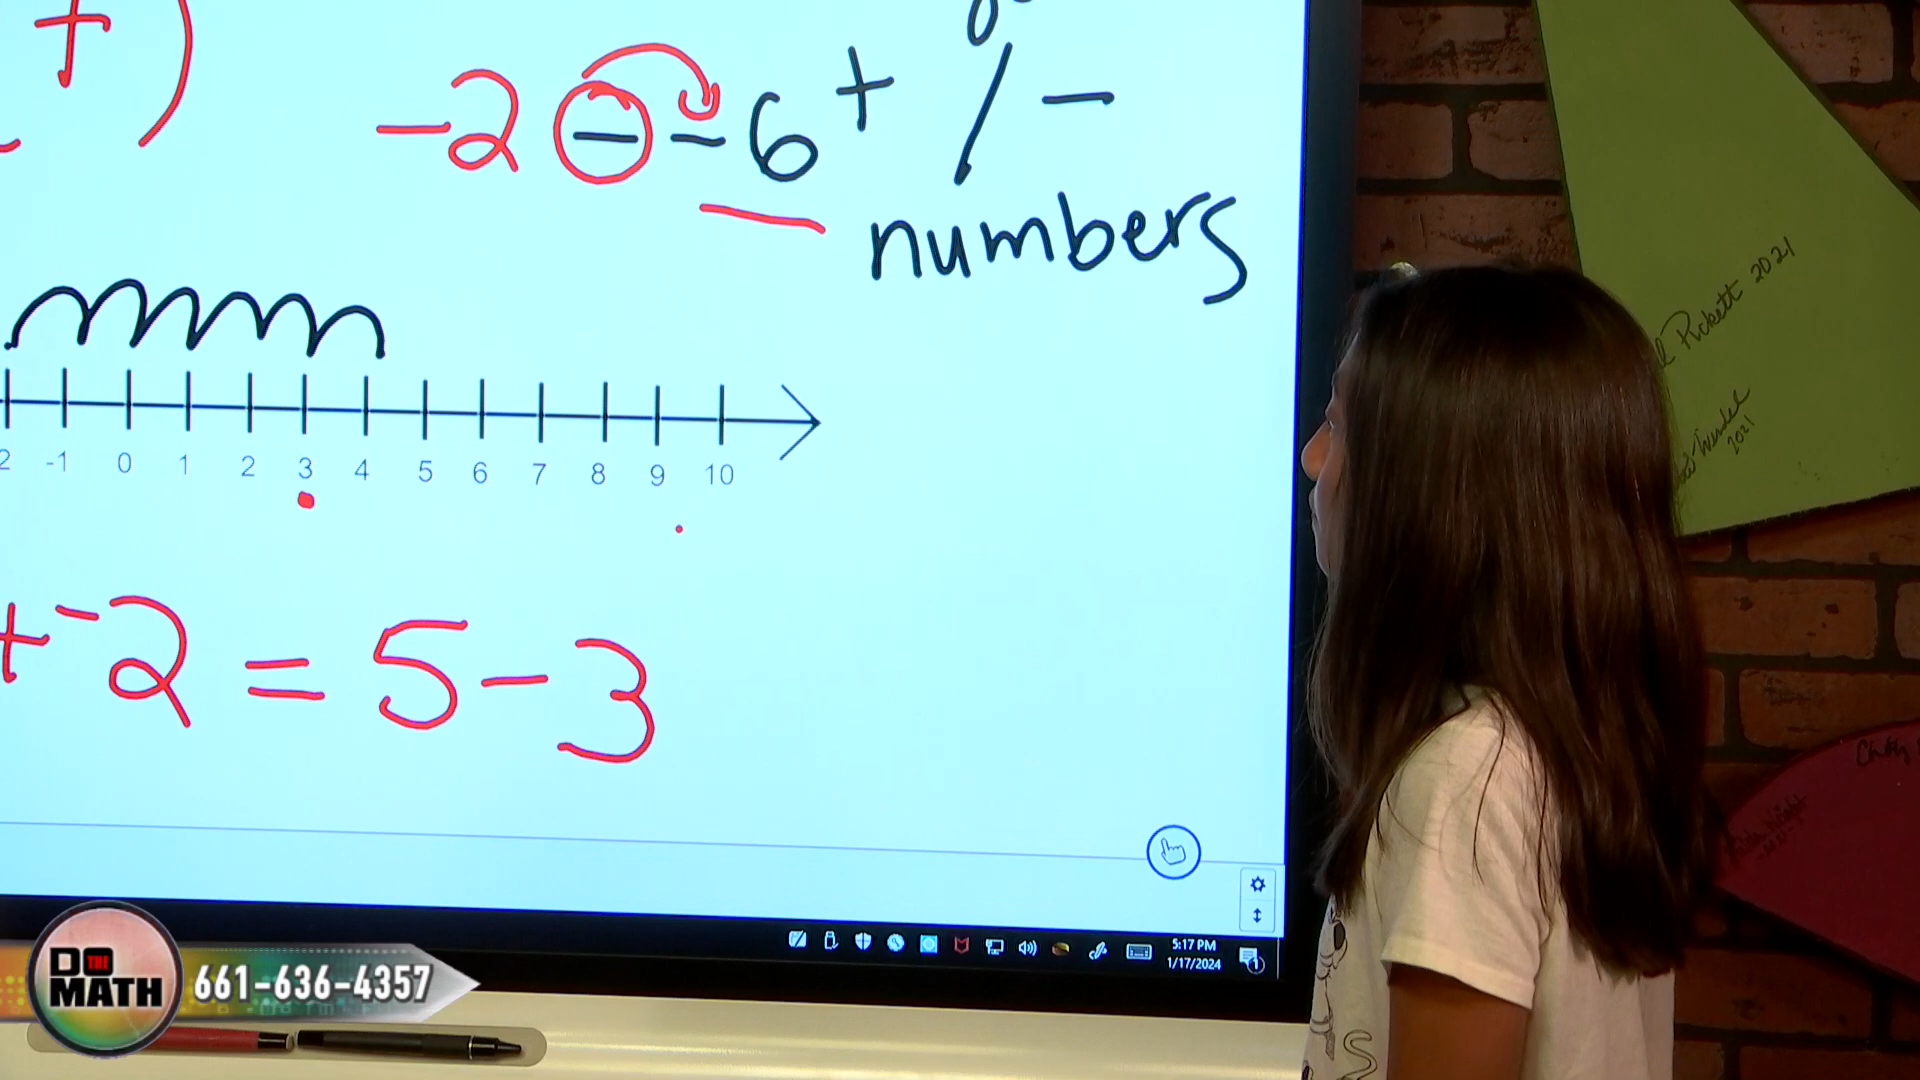 + )
-2 - -6 + / -
numbers
2 -1 0 1 2 3 4 5 6 7 8 9 10
+ -2 = 5 - 3
Pickett 2021
2021
5:17 PM
1/17/2024
1
DO THE MATH
661-636-4357